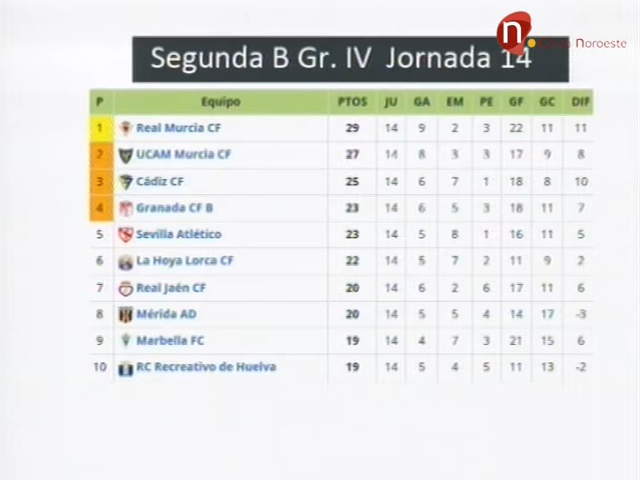 n
Noroeste
Segunda B Gr. IV Jornada 14
P Equipo PTOS JU GA EM PE GF GC DIF
1 Real Murcia CF 29 14 9 2 3 22 11 11
2 UCAM Murcia CF 27 14 8 3 3 17 9 8
3 Cádiz CF 25 14 6 7 1 18 8 10
4 Granada CF B 23 14 6 5 3 18 11 7
5 Sevilla Atlético 23 14 5 8 1 16 11 5
6 La Hoya Lorca CF 22 14 5 7 2 11 9 2
7 Real Jaén CF 20 14 6 2 6 17 11 6
8 Mérida AD 20 14 5 5 4 14 17 -3
9 Marbella FC 19 14 4 7 3 21 15 6
10 RC Recreativo de Huelva 19 14 5 4 5 11 13 -2